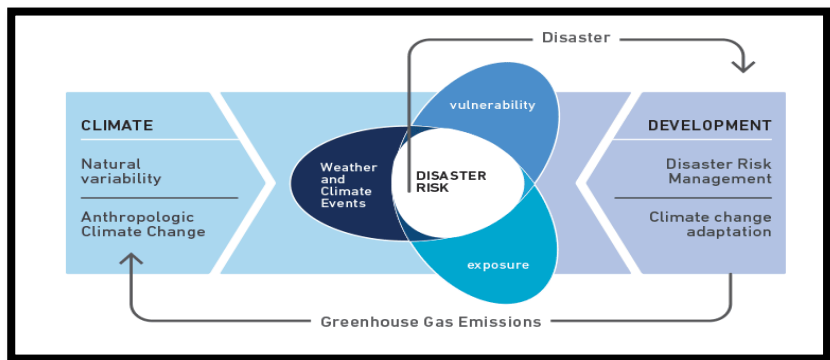 Disaster
CLIMATE
Natural
variability
Anthropologic
Climate Change
Weather
and
Climate
Events
vulnerability
DISASTER
RISK
exposure
DEVELOPMENT
Disaster Risk
Management
Climate change
adaptation
Greenhouse Gas Emissions